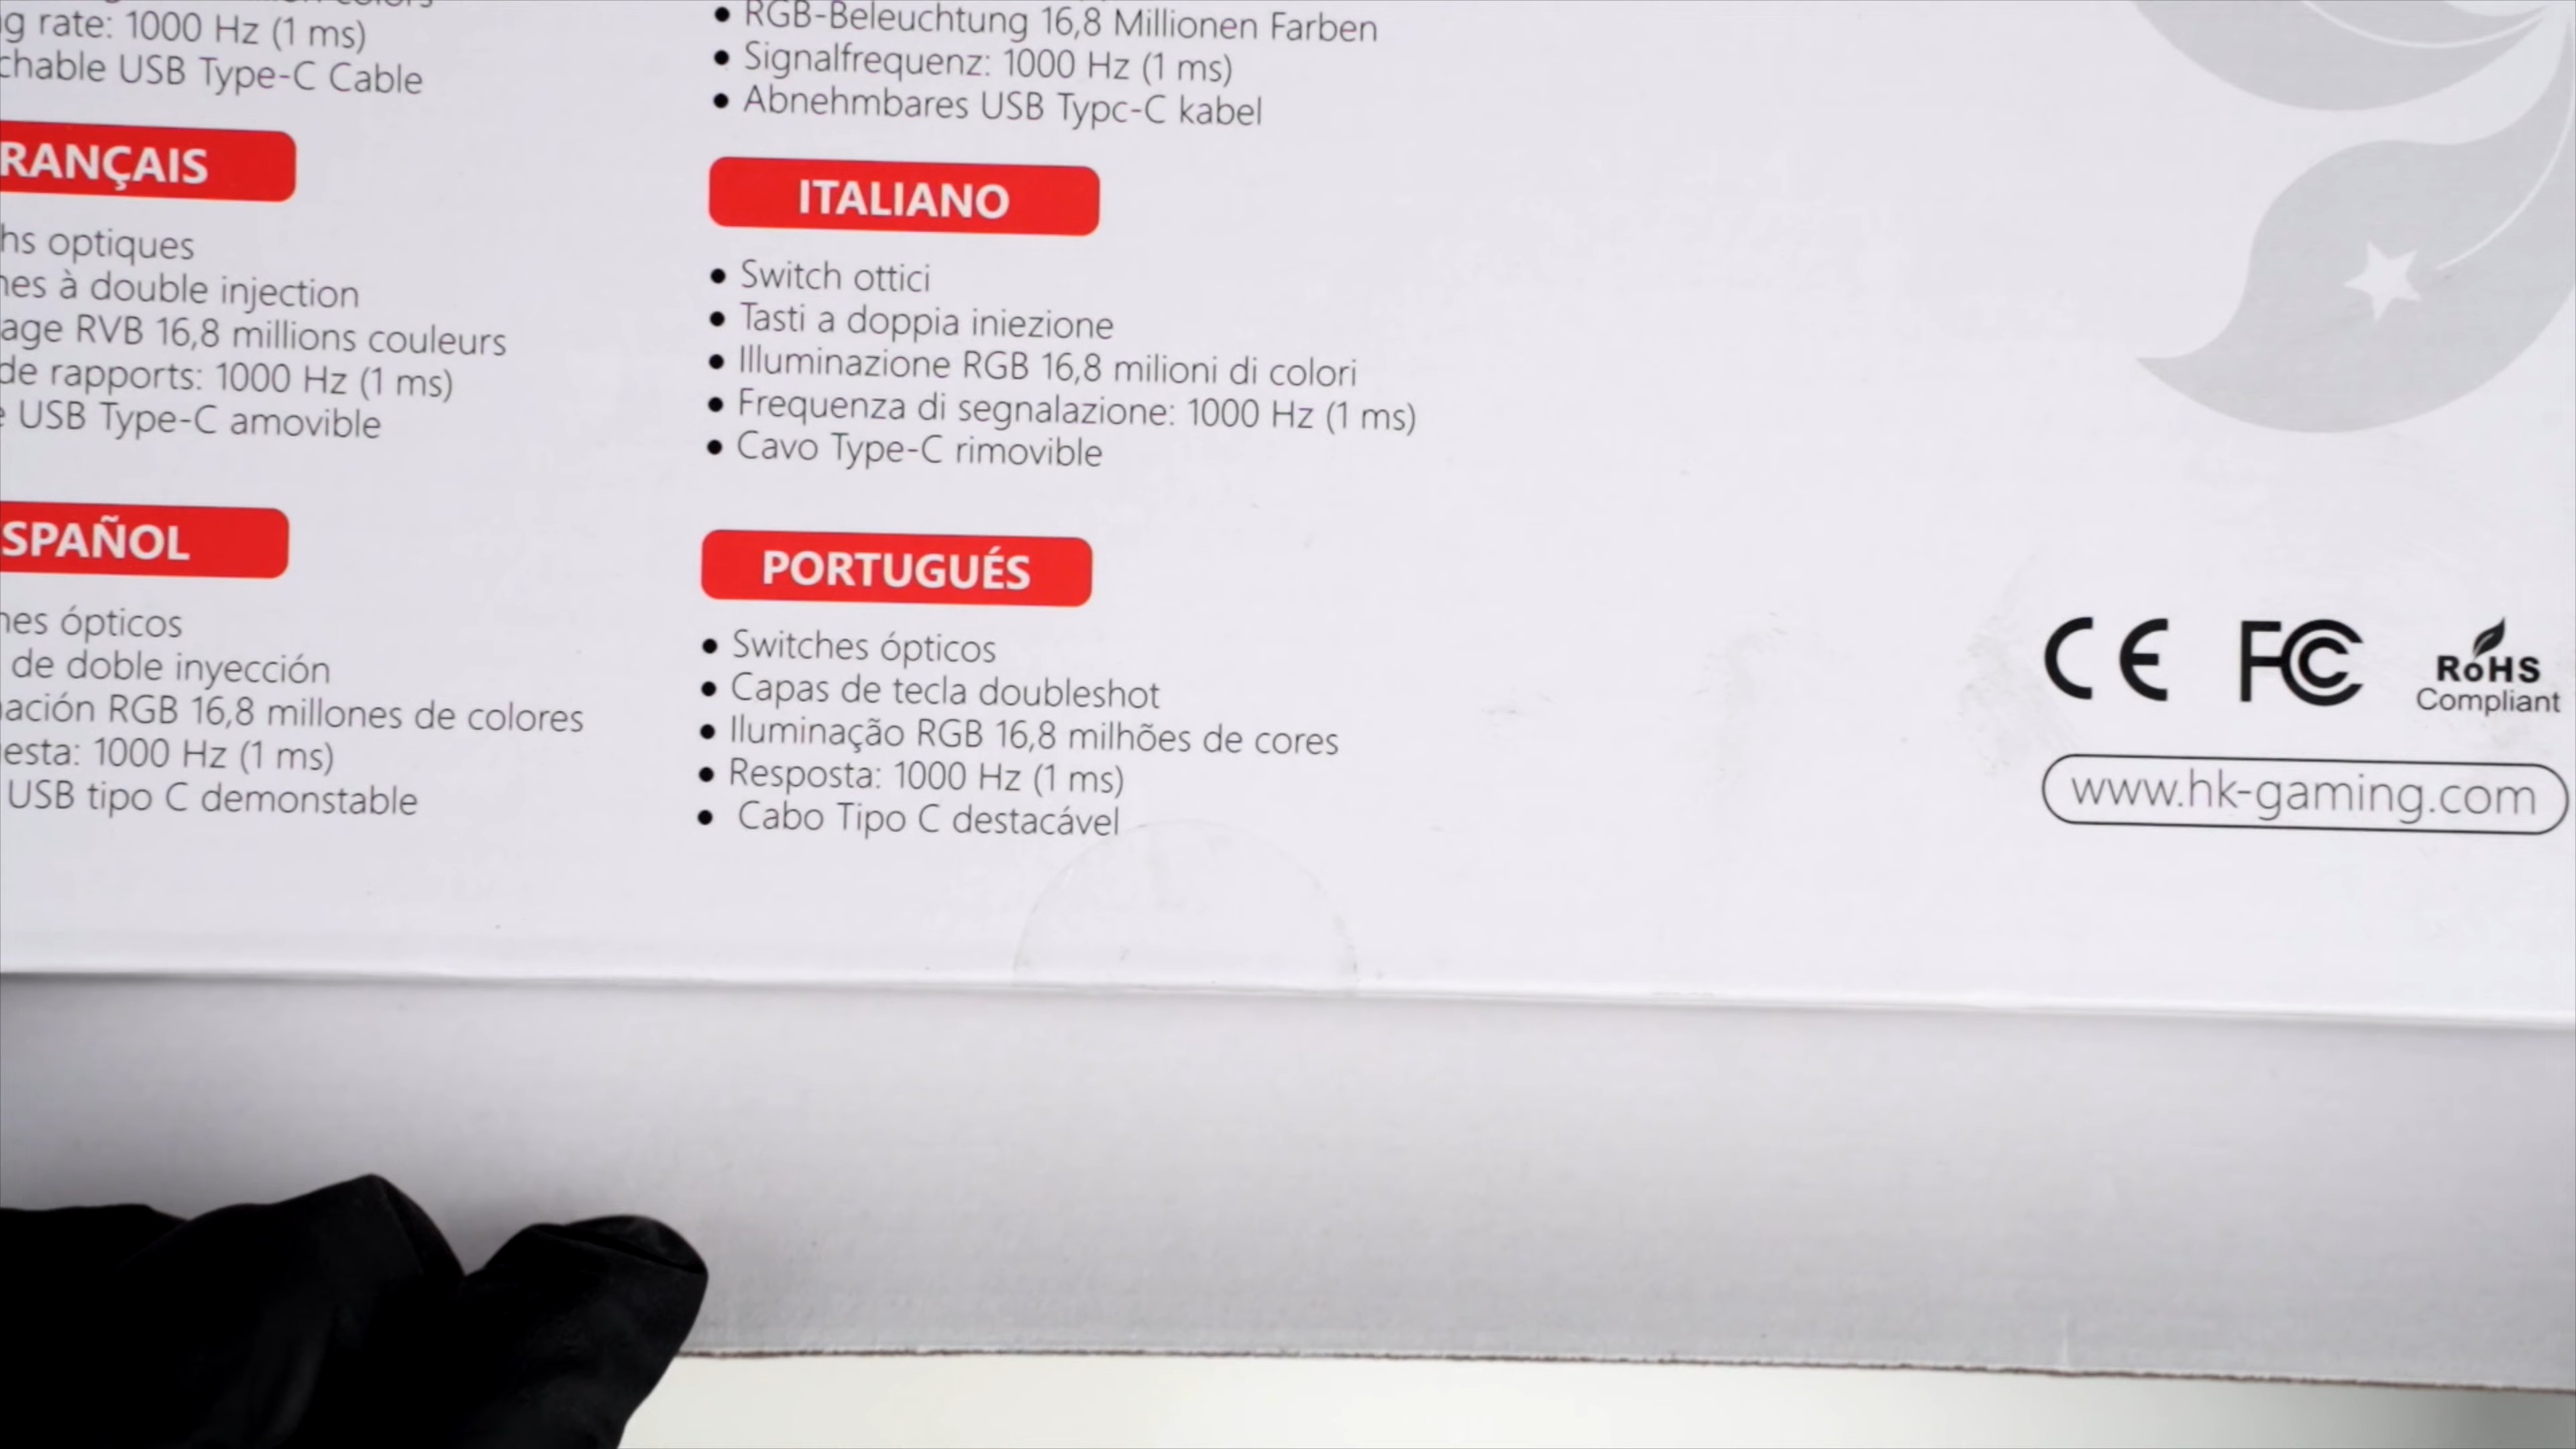 g rate: 1000 Hz (1 ms)
chable USB Type-C Cable
RANÇAIS
hs optiques
nes à double injection
age RVB 16,8 millions couleurs
de rapports: 1000 Hz (1 ms)
USB Type-C amovible
SPAÑOL
nes ópticos
de doble inyección
ación RGB 16,8 millones de colores
esta: 1000 Hz (1 ms)
USB tipo C demonstable
• RGB-Beleuchtung 16,8 Millionen Farben
• Signalfrequenz: 1000 Hz (1 ms)
• Abnehmbares USB Typc-C kabel
ITALIANO
• Switch ottici
• Tasti a doppia iniezione
• Illuminazione RGB 16,8 milioni di colori
• Frequenza di segnalazione: 1000 Hz (1 ms)
• Cavo Type-C rimovible
PORTUGUÉS
• Switches ópticos
• Capas de tecla doubleshot
• Iluminação RGB 16,8 milhões de cores
• Resposta: 1000 Hz (1 ms)
• Cabo Tipo C destacável
CE FC RoHS
Compliant
www.hk-gaming.com